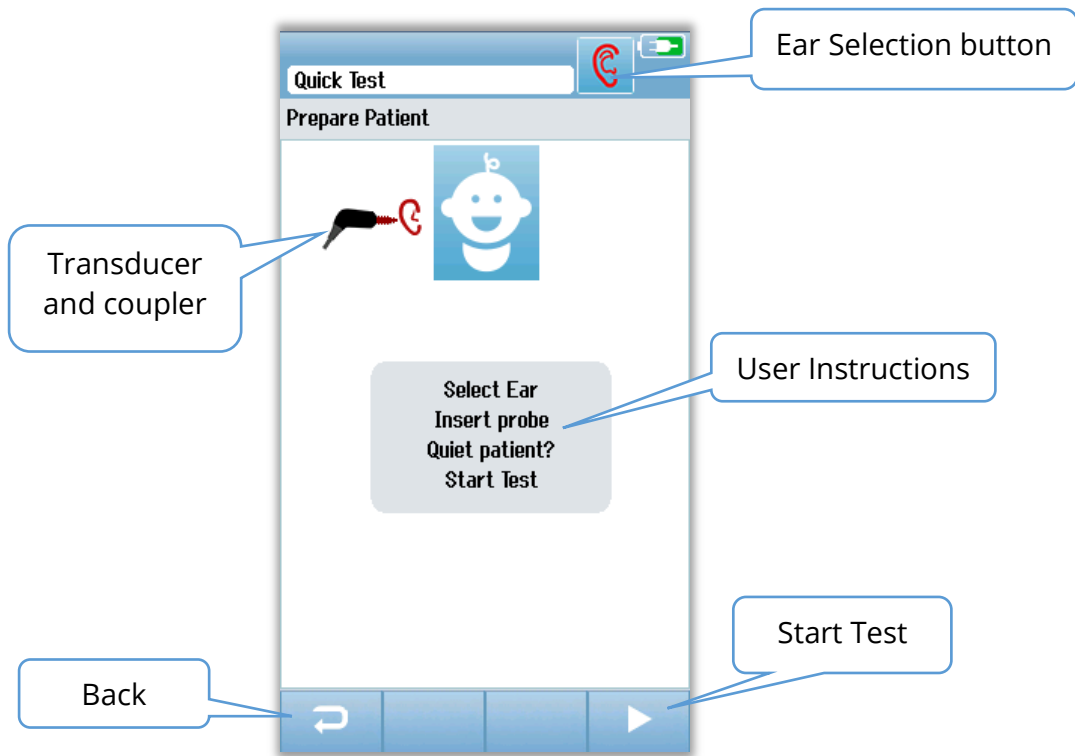 Ear Selection button
Quick Test
Prepare Patient
Transducer
and coupler
User Instructions
Select Ear
Insert probe
Quiet patient?
Start Test
Start Test
Back